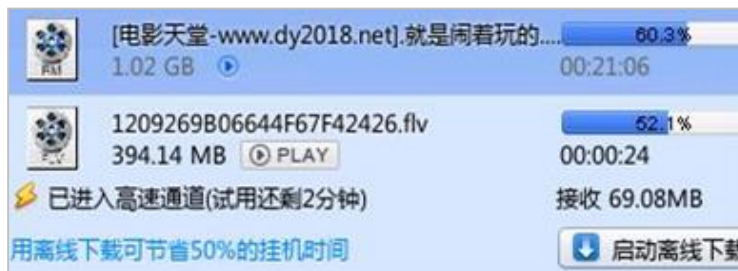 [电影天堂-www.dy2018.net].就是闹着玩的.... 60.3%
1.02 GB 00:21:06
1209269B06644F67F42426.flv 52.1%
394.14 MB PLAY 00:00:24
已进入高速通道(试用还剩2分钟) 接收 69.08MB
用离线下载可节省50%的挂机时间 启动离线下载